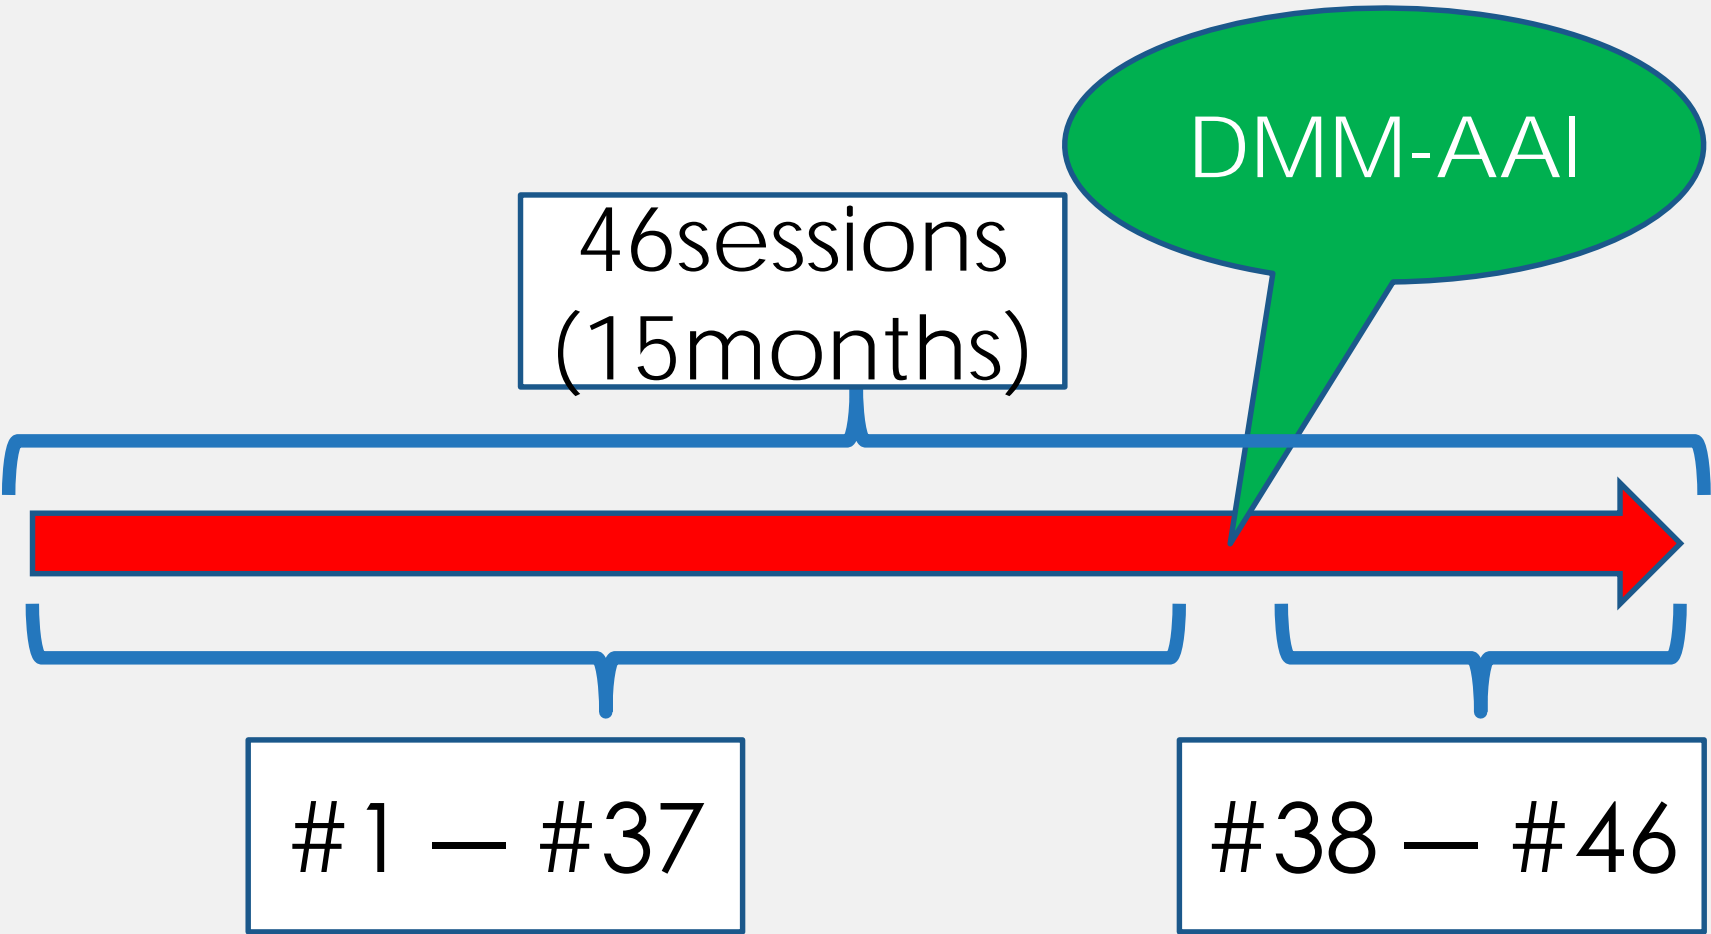 DMM-AAI
46sessions
(15months)
#1 — #37
#38 — #46